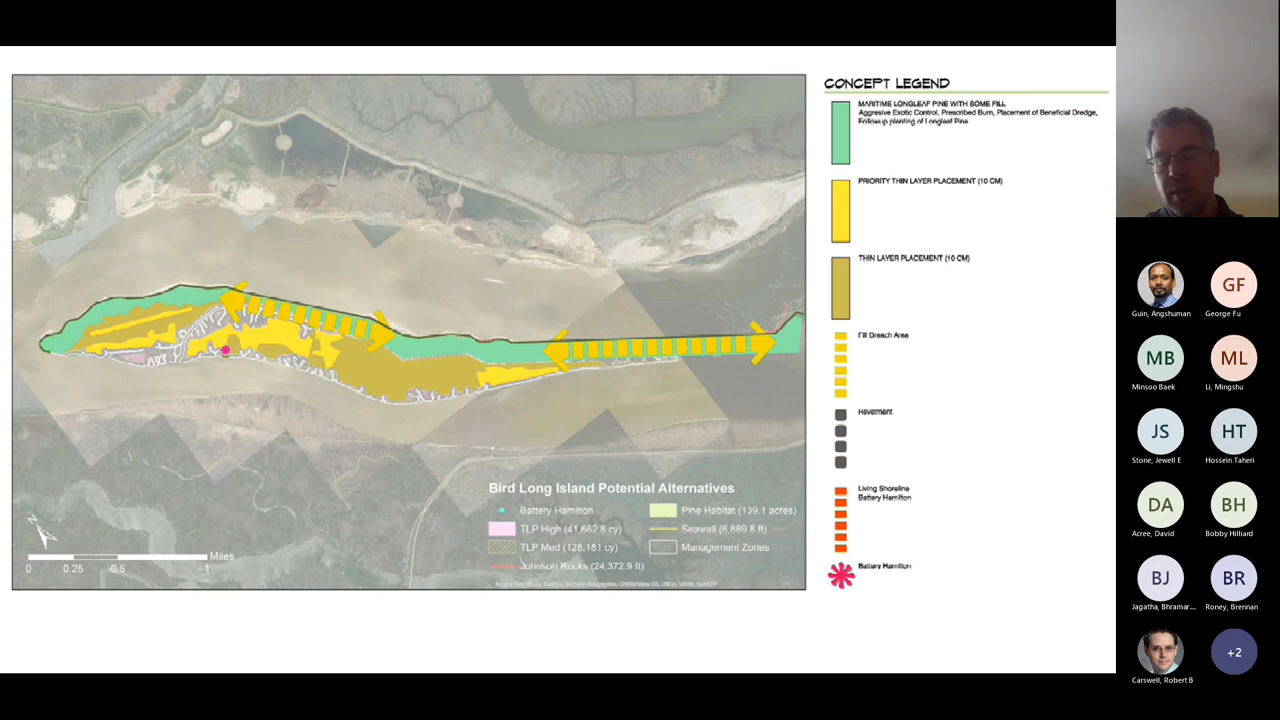 CONCEPT LEGEND
MARITIME LONGLEAF PINE WITH SOME FILL
Aggresive Exotic Control, Prescribed Burn, Placement of Beneficial Dredge,
Followup planting of Longleaf Pine
PRIORITY THIN LAYER PLACEMENT (10 CM)
THIN LAYER PLACEMENT (10 CM)
Fill Breach Area
Revetment
Living Shoreline
Battery Hamilton
Battery Hamilton
Bird Long Island Potential Alternatives
Battery Hamilton
TLP High (41,662.8 cy)
TLP Med (128,181 cy)
Johnson Rocks (24,372.9 ft)
Pine Habitat (139.1 acres)
Seawall (6,889.8 ft)
Management Zones
N
Miles
0 0.25 0.5 1
Guin, Angshuman
GF
George Fu
MB
Minsoo Baek
ML
Li, Mingshu
JS
Stone, Jewell E
HT
Hossein Taheri
DA
Acree, David
BH
Bobby Hilliard
BJ
Jagatha, Bhramar...
BR
Roney, Brennan
Carswell, Robert B
+2